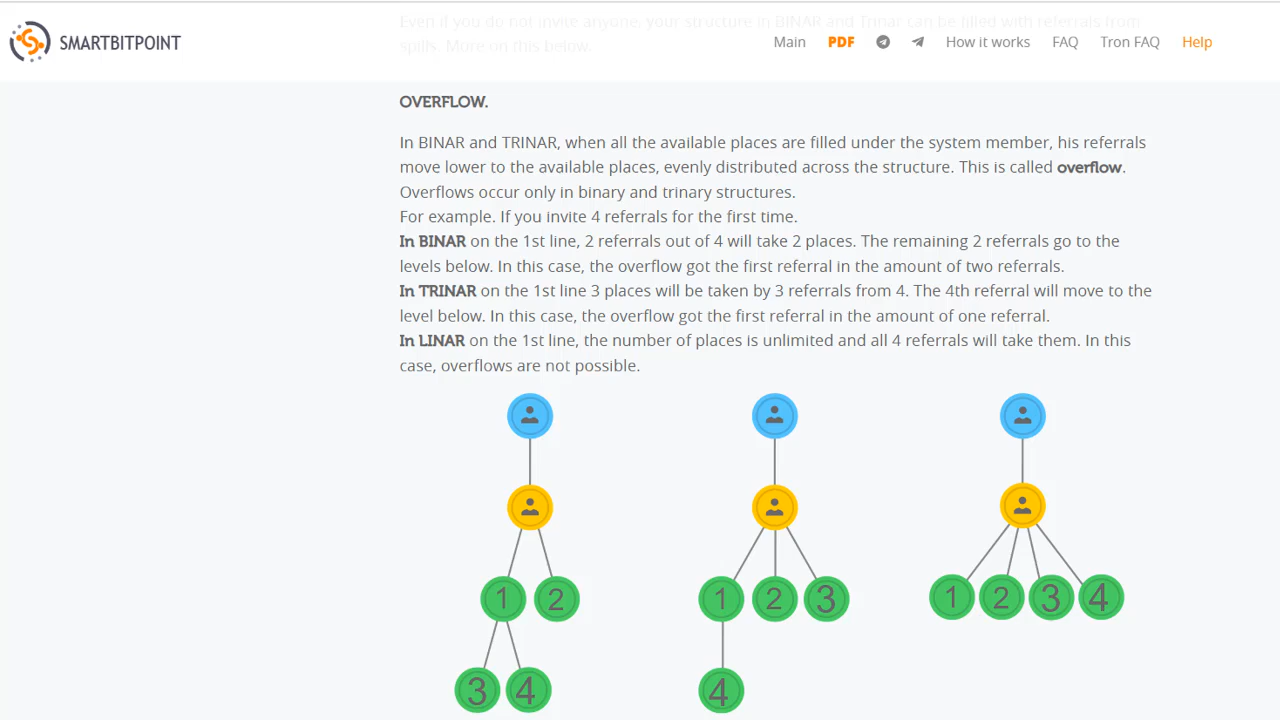 Even if you do not invite anyone, your structure in BINAR and Trinar can be filled with referrals from
spills. More on this below.
SMARTBITPOINT
Main PDF How it works FAQ Tron FAQ Help
OVERFLOW.
In BINAR and TRINAR, when all the available places are filled under the system member, his referrals
move lower to the available places, evenly distributed across the structure. This is called overflow.
Overflows occur only in binary and trinary structures.
For example. If you invite 4 referrals for the first time.
In BINAR on the 1st line, 2 referrals out of 4 will take 2 places. The remaining 2 referrals go to the
levels below. In this case, the overflow got the first referral in the amount of two referrals.
In TRINAR on the 1st line 3 places will be taken by 3 referrals from 4. The 4th referral will move to the
level below. In this case, the overflow got the first referral in the amount of one referral.
In LINAR on the 1st line, the number of places is unlimited and all 4 referrals will take them. In this
case, overflows are not possible.
1 2 1 2 3 1 2 3 4
3 4 4